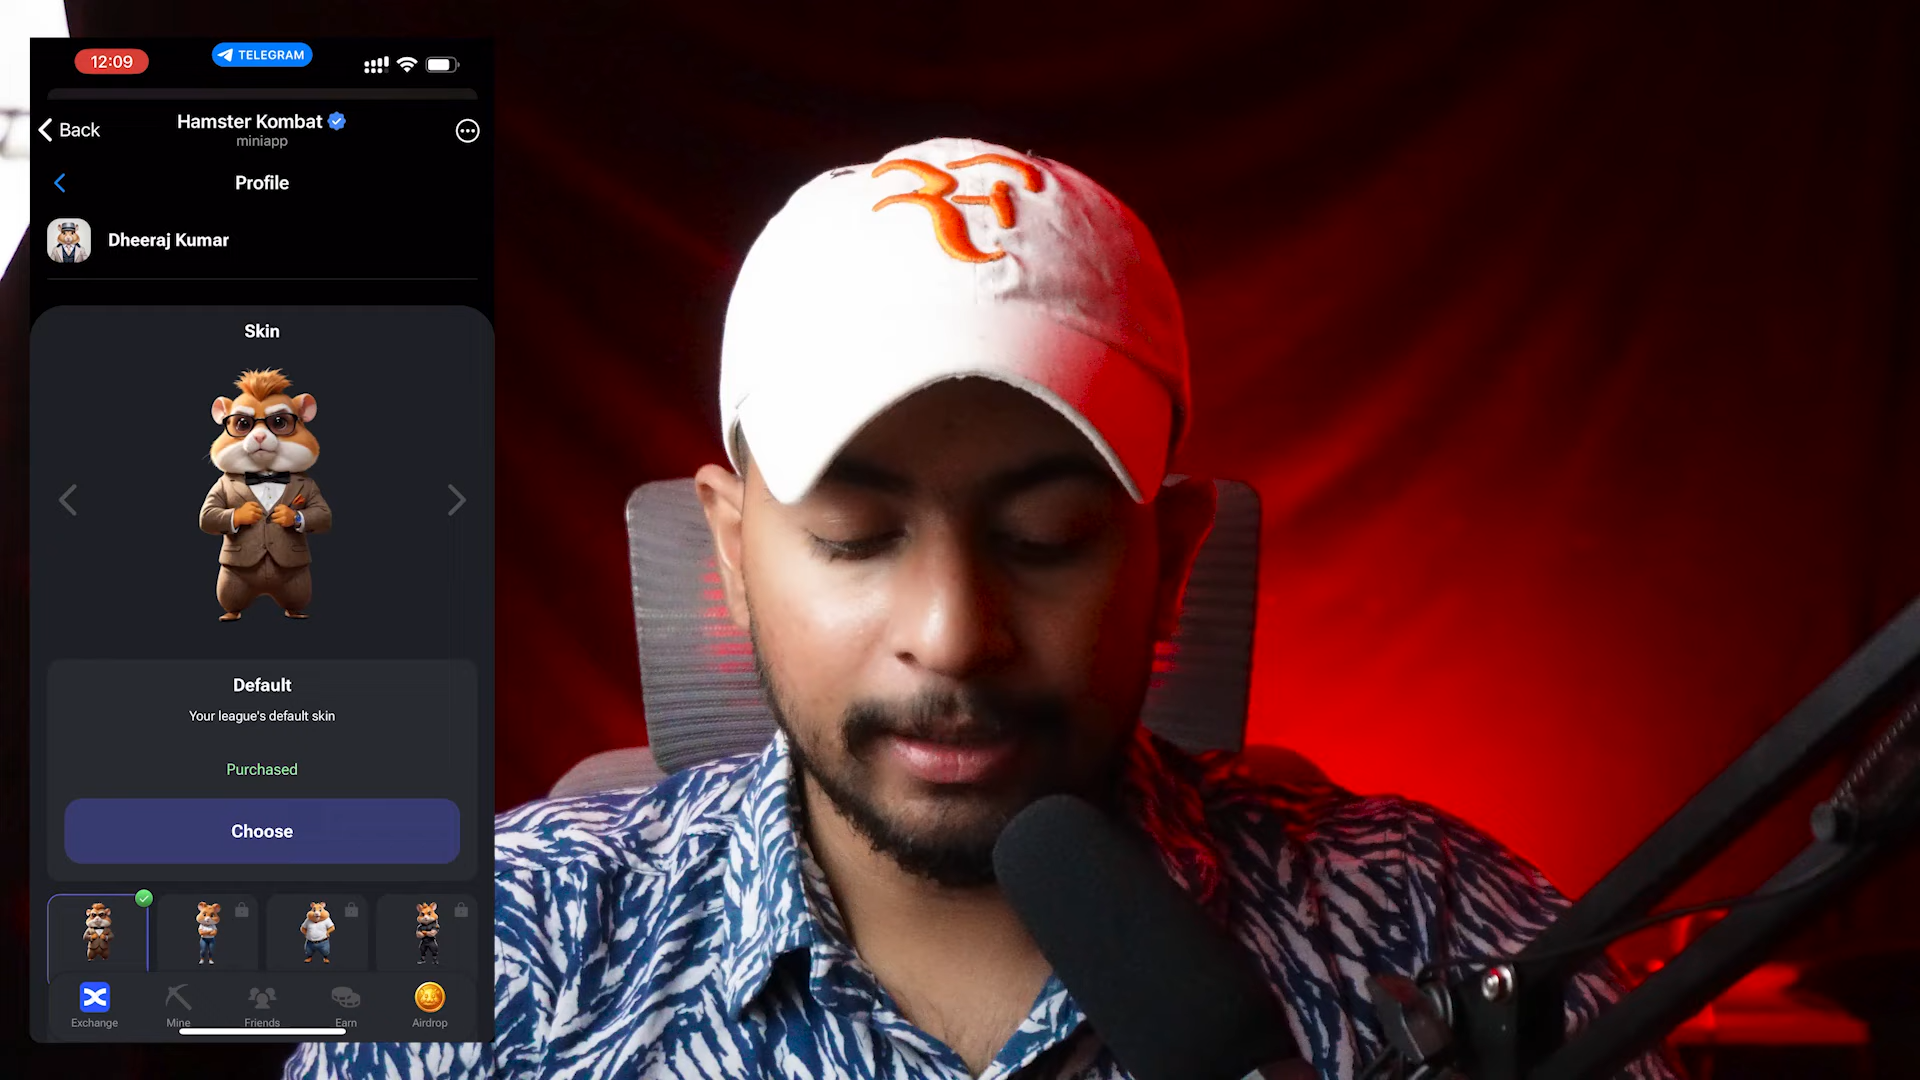 12:09
TELEGRAM
Back
Hamster Kombat
miniapp
Profile
Dheeraj Kumar
Skin
Default
Your league's default skin
Purchased
Choose
Exchange
Mine
Friends
Earn
Airdrop